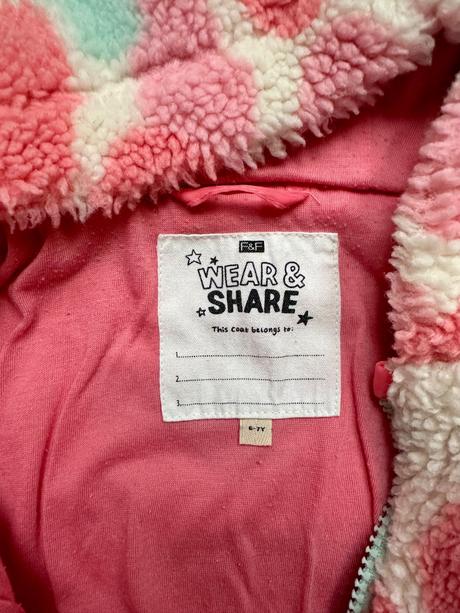 F&F
WEAR &
SHARE
This coat belongs to:
1.
2.
3.
6-7Y